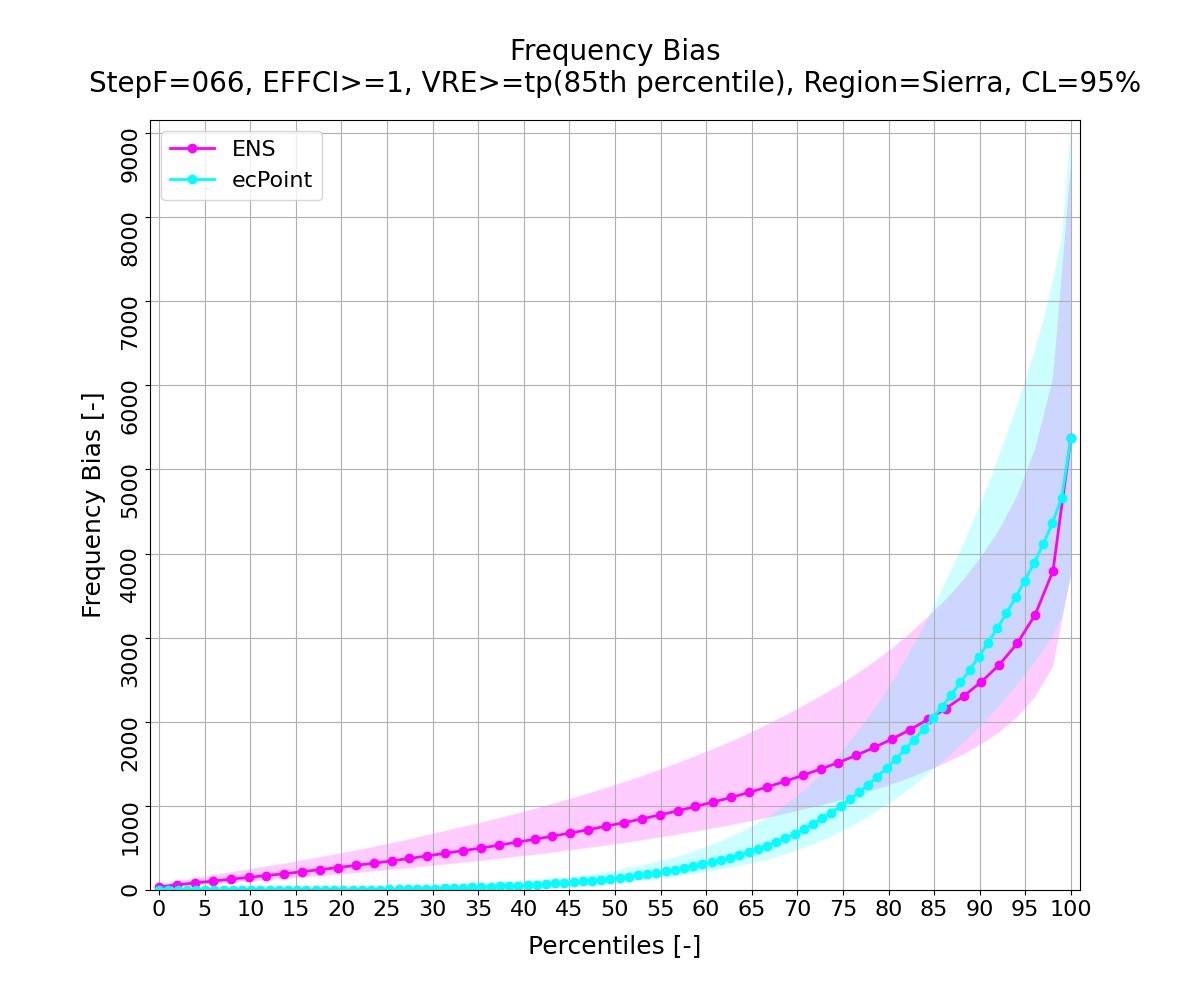 Frequency Bias
StepF=066, EFFCI>=1, VRE>=tp(85th percentile), Region=Sierra, CL=95%
ENS
ecPoint
9000
8000
7000
6000
5000
4000
3000
2000
1000
0
Frequency Bias [-]
0 5 10 15 20 25 30 35 40 45 50 55 60 65 70 75 80 85 90 95 100
Percentiles [-]